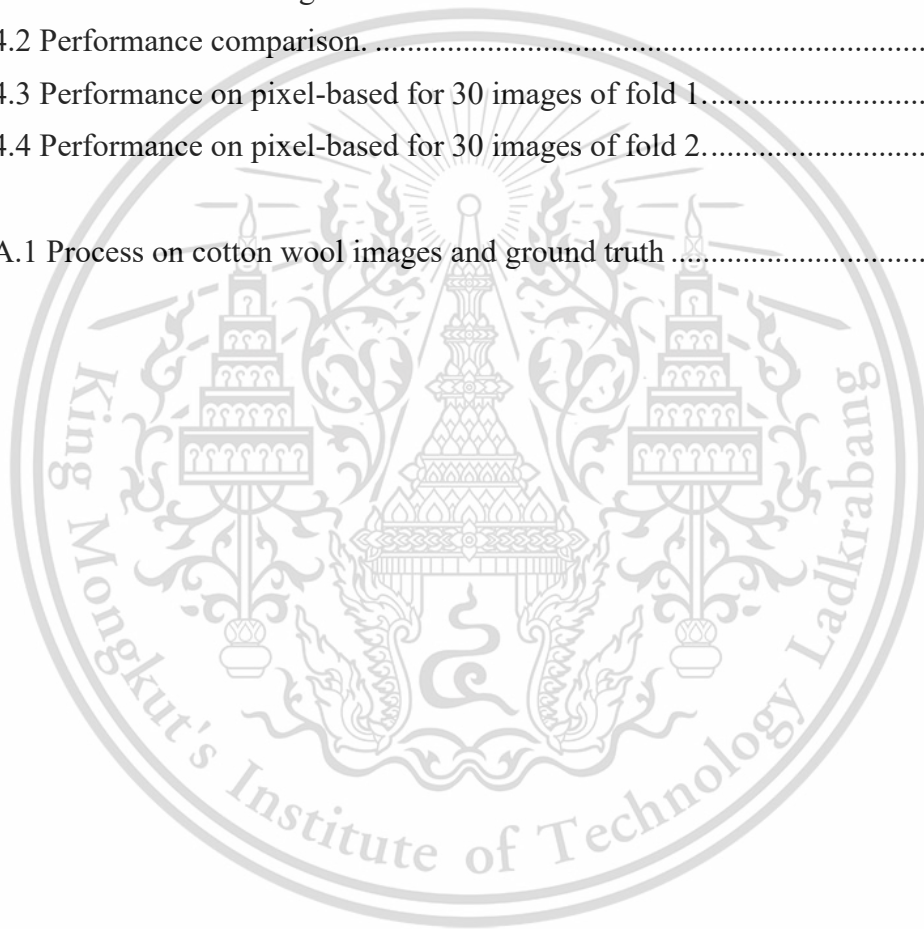 4.2 Performance comparison. ................................................................
4.3 Performance on pixel-based for 30 images of fold 1...........................
4.4 Performance on pixel-based for 30 images of fold 2...........................
A.1 Process on cotton wool images and ground truth ...............................
King Mongkut's Institute of Technology Ladkrabang